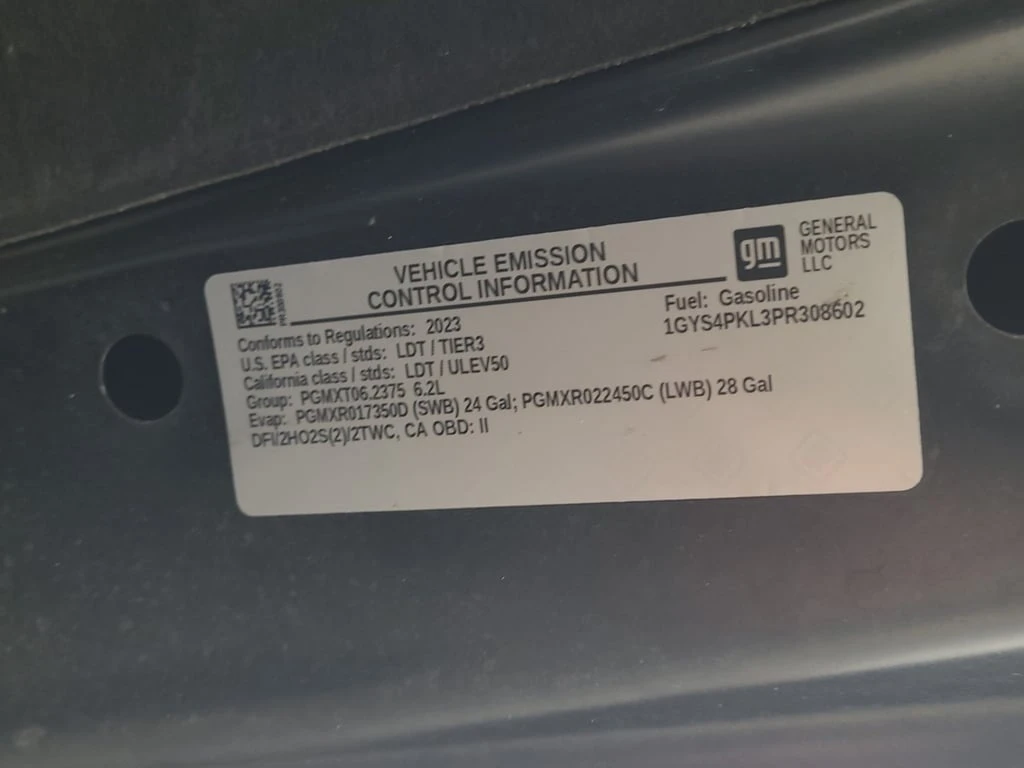 VEHICLE EMISSION
CONTROL INFORMATION
gm
GENERAL
MOTORS
LLC
Conforms to Regulations: 2023
U.S. EPA class / stds: LDT / TIER3
California class / stds: LDT / ULEV50
Group: PGMXT06.2375 6.2L
Evap: PGMXR017350D (SWB) 24 Gal; PGMXR022450C (LWB) 28 Gal
DFI/2HO2S(2)/2TWC, CA OBD: II
Fuel: Gasoline
1GYS4PKL3PR308602